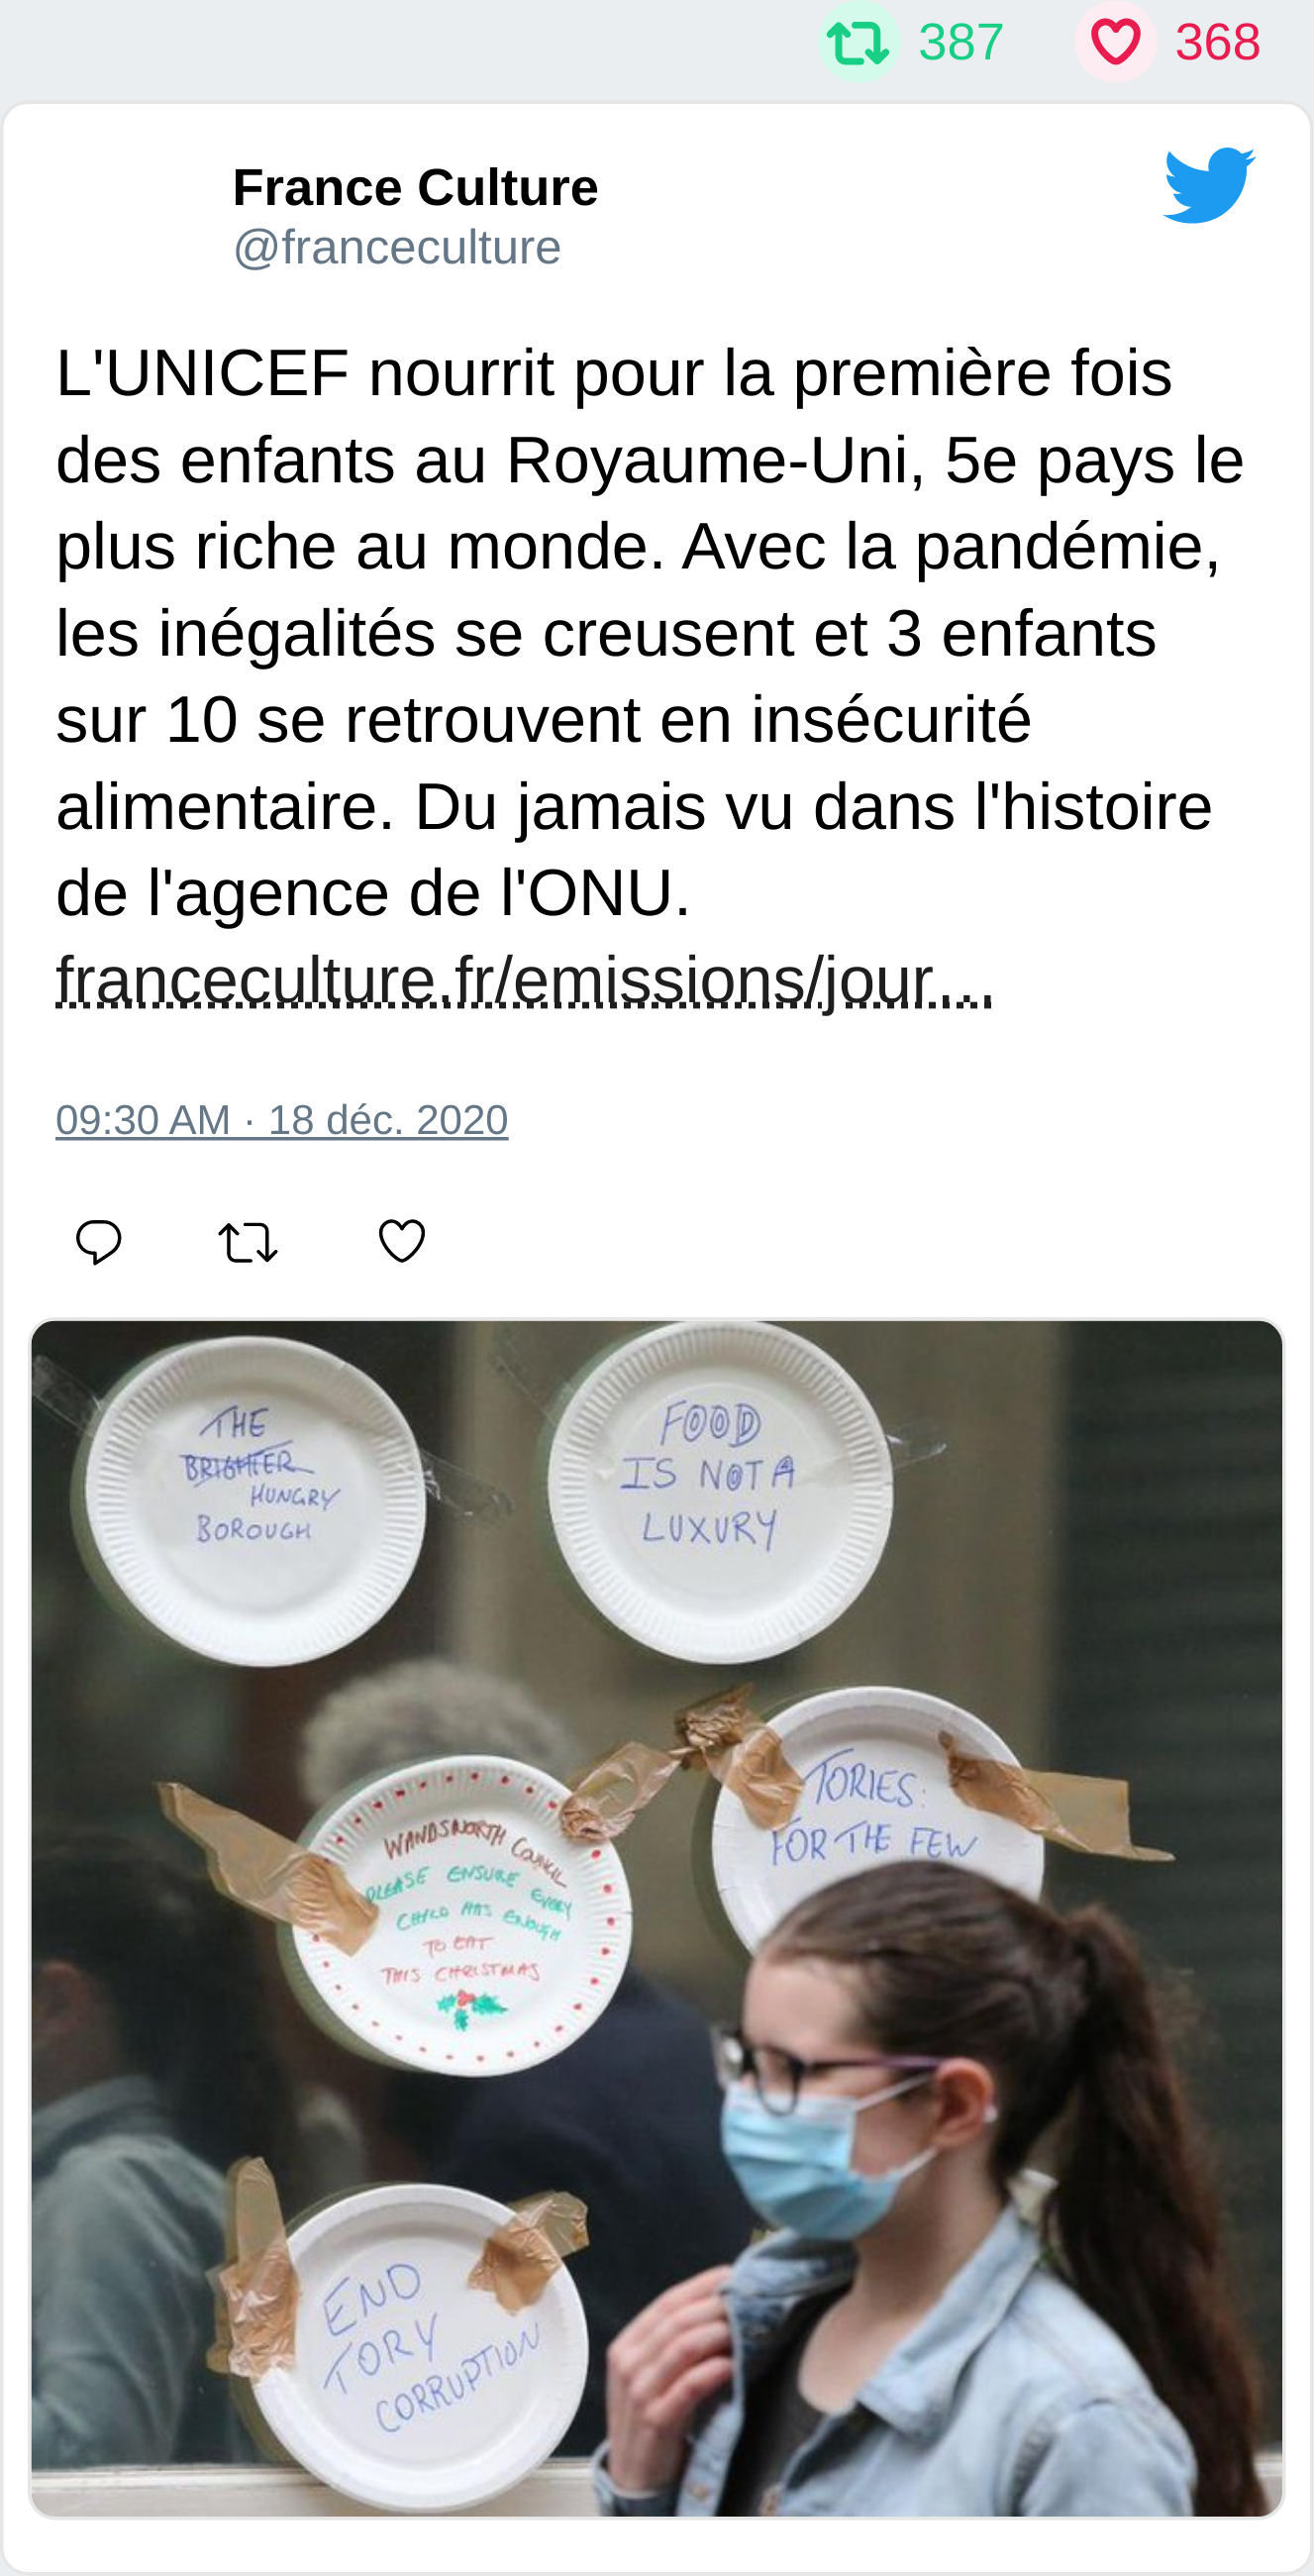 387 368
France Culture
@franceculture
L'UNICEF nourrit pour la première fois
des enfants au Royaume-Uni, 5e pays le
plus riche au monde. Avec la pandémie,
les inégalités se creusent et 3 enfants
sur 10 se retrouvent en insécurité
alimentaire. Du jamais vu dans l'histoire
de l'agence de l'ONU.
franceculture.fr/emissions/jour...
09:30 AM · 18 déc. 2020
THE
BRIGHTER
HUNGRY
BOROUGH
FOOD
IS NOT A
LUXURY
TORIES:
FOR THE FEW
WANDSWORTH COUNCIL
PLEASE ENSURE EVERY
CHILD HAS ENOUGH
TO EAT
THIS CHRISTMAS
END
TORY
CORRUPTION